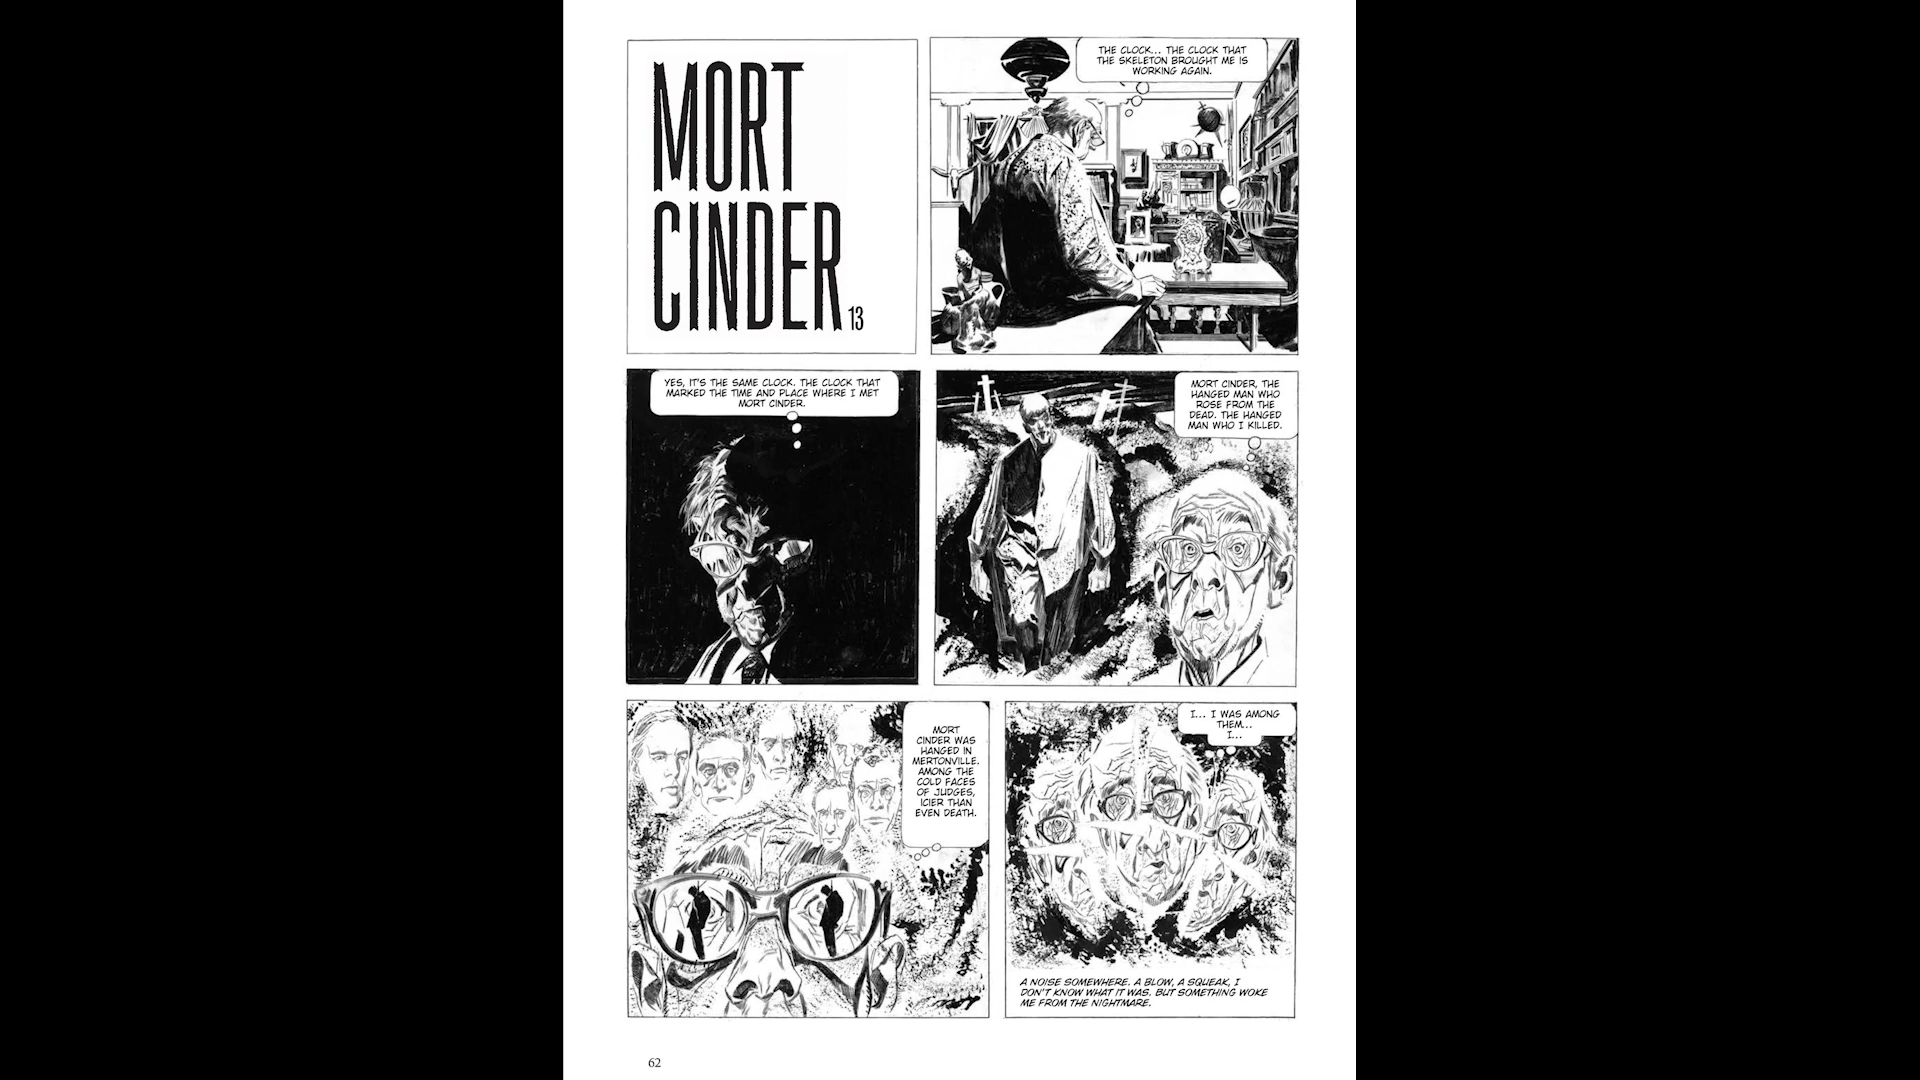 MORT
CINDER 13
THE CLOCK... THE CLOCK THAT
THE SKELETON BROUGHT ME IS
WORKING AGAIN.
YES, IT'S THE SAME CLOCK. THE CLOCK THAT
MARKED THE TIME AND PLACE WHERE I MET
MORT CINDER.
MORT CINDER, THE
HANGED MAN WHO
ROSE FROM THE
DEAD. THE HANGED
MAN WHO I KILLED.
MORT
CINDER WAS
HANGED IN
MERTONVILLE.
AMONG THE
COLD FACES
OF JUDGES,
ICIER THAN
EVEN DEATH.
I... I WAS AMONG
THEM...
I...
A NOISE SOMEWHERE. A BLOW, A SQUEAK, I
DON'T KNOW WHAT IT WAS. BUT SOMETHING WOKE
ME FROM THE NIGHTMARE.
62